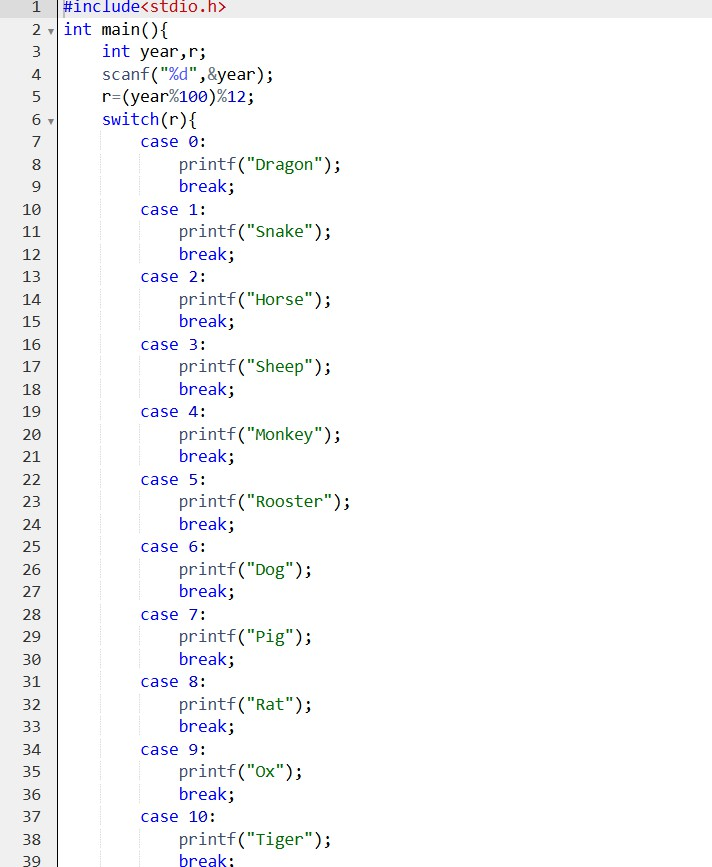 1 #include<stdio.h>
2 int main(){
3 int year,r;
4 scanf("%d",&year);
5 r=(year%100)%12;
6 switch(r){
7 case 0:
8 printf("Dragon");
9 break;
10 case 1:
11 printf("Snake");
12 break;
13 case 2:
14 printf("Horse");
15 break;
16 case 3:
17 printf("Sheep");
18 break;
19 case 4:
20 printf("Monkey");
21 break;
22 case 5:
23 printf("Rooster");
24 break;
25 case 6:
26 printf("Dog");
27 break;
28 case 7:
29 printf("Pig");
30 break;
31 case 8:
32 printf("Rat");
33 break;
34 case 9:
35 printf("Ox");
36 break;
37 case 10:
38 printf("Tiger");
39 break;